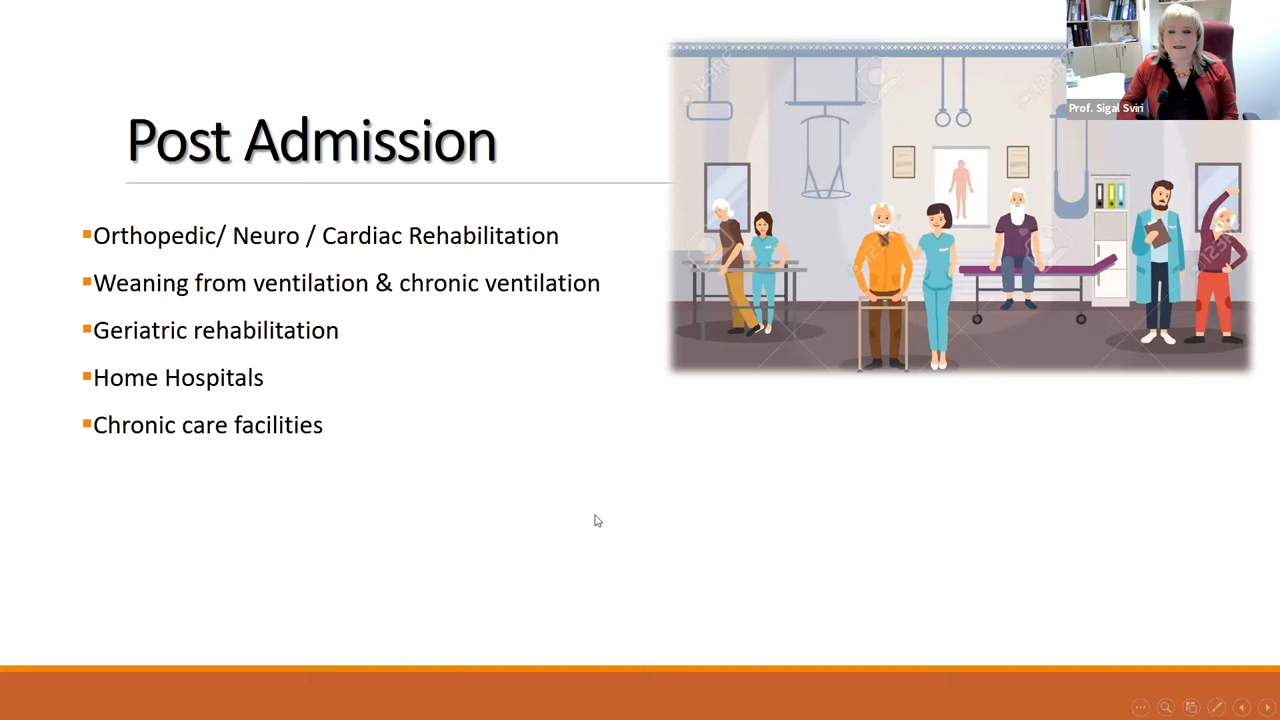 Post Admission
Orthopedic/ Neuro / Cardiac Rehabilitation
Weaning from ventilation & chronic ventilation
Geriatric rehabilitation
Home Hospitals
Chronic care facilities
Prof. Sigal Sviri
123RF